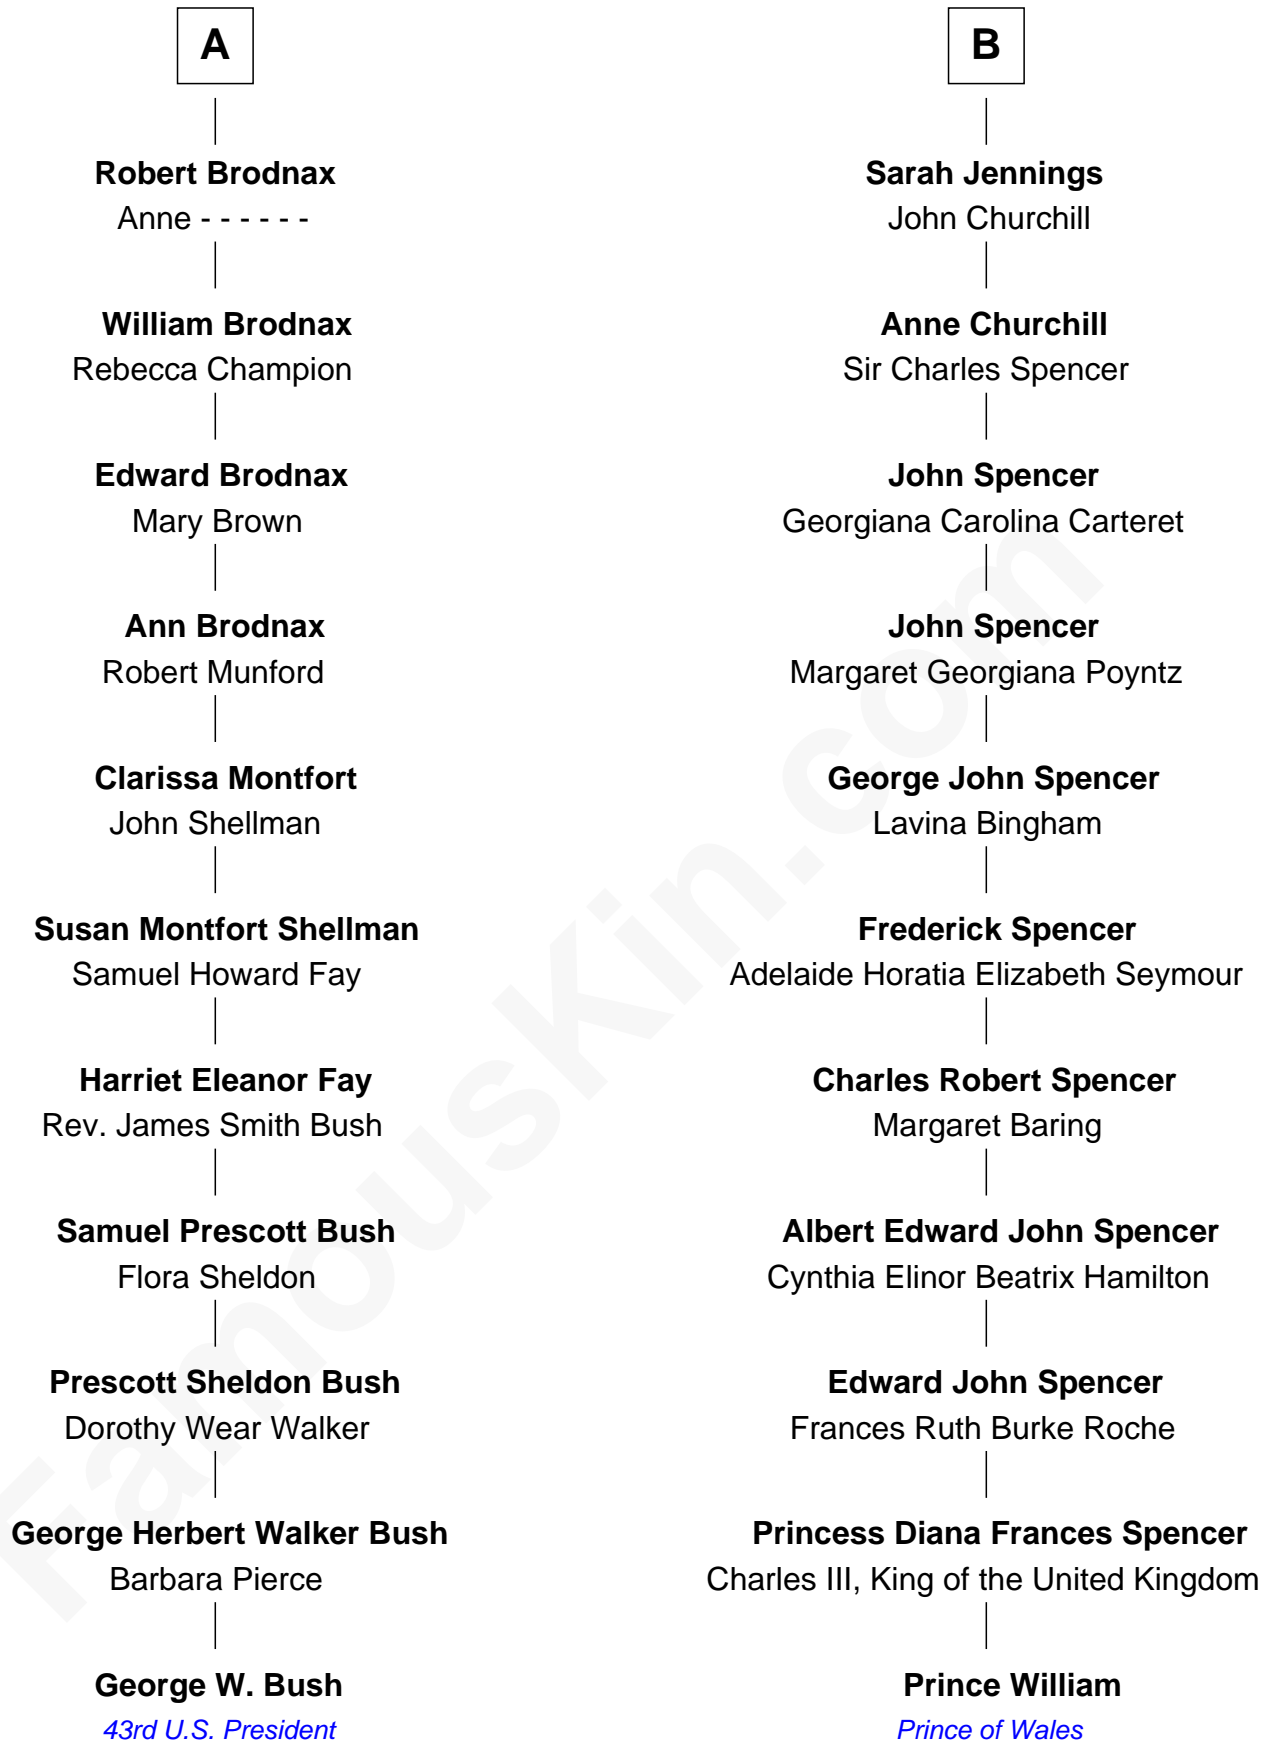 A
Robert Brodnax
Anne - - - - - -
William Brodnax
Rebecca Champion
Edward Brodnax
Mary Brown
Ann Brodnax
Robert Munford
Clarissa Montfort
John Shellman
Susan Montfort Shellman
Samuel Howard Fay
Harriet Eleanor Fay
Rev. James Smith Bush
Samuel Prescott Bush
Flora Sheldon
Prescott Sheldon Bush
Dorothy Wear Walker
George Herbert Walker Bush
Barbara Pierce
George W. Bush
43rd U.S. President
B
Sarah Jennings
John Churchill
Anne Churchill
Sir Charles Spencer
John Spencer
Georgiana Carolina Carteret
John Spencer
Margaret Georgiana Poyntz
George John Spencer
Lavina Bingham
Frederick Spencer
Adelaide Horatia Elizabeth Seymour
Charles Robert Spencer
Margaret Baring
Albert Edward John Spencer
Cynthia Elinor Beatrix Hamilton
Edward John Spencer
Frances Ruth Burke Roche
Princess Diana Frances Spencer
Charles III, King of the United Kingdom
Prince William
Prince of Wales
FamousKin.com